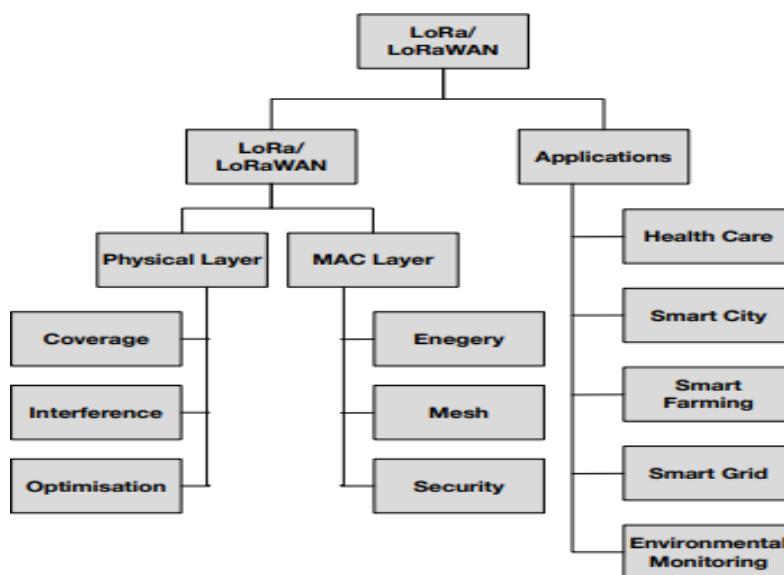 LoRa/
LoRaWAN
LoRa/
LoRaWAN
Applications
Physical Layer
MAC Layer
Coverage
Interference
Optimisation
Enegery
Mesh
Security
Health Care
Smart City
Smart
Farming
Smart Grid
Environmental
Monitoring